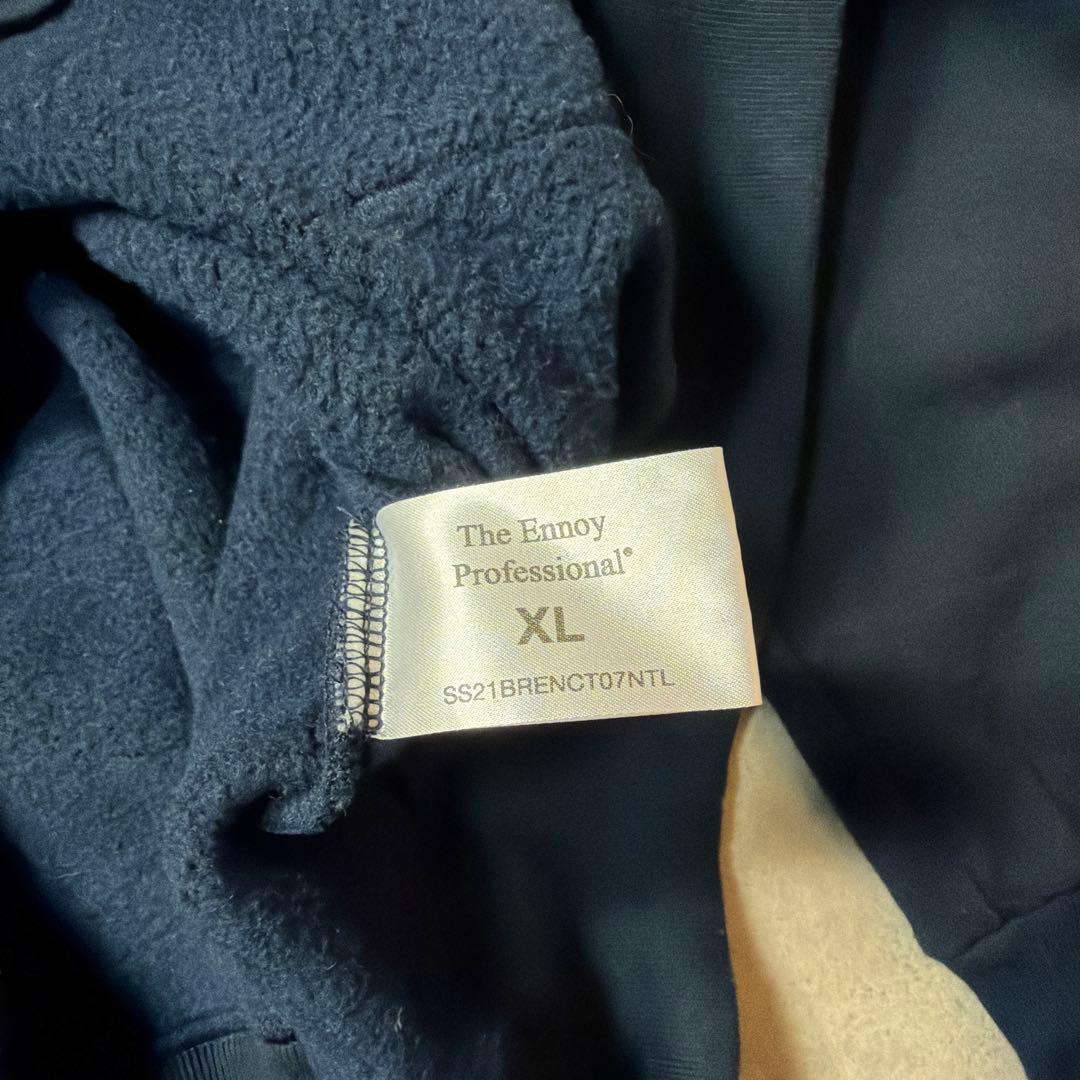 The Ennoy
Professional®
XL
SS21BRENCT07NTL